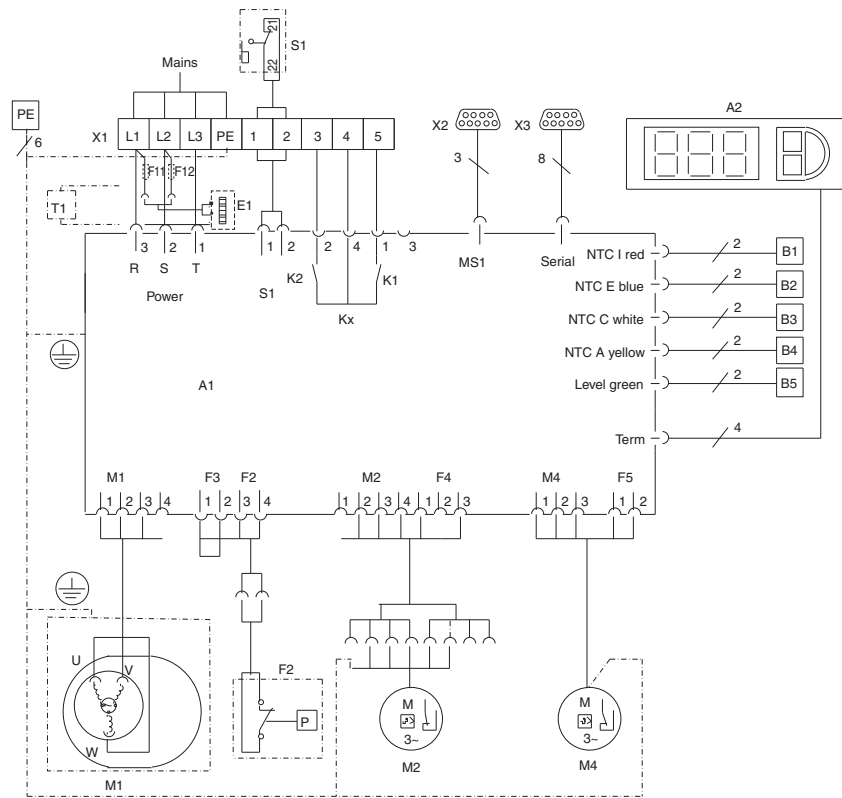 21
22
S1
Mains
PE
6
X1
L1 L2 L3 PE 1 2 3 4 5
F11 F12
X2
3
X3
8
A2
T1
E1
3 2 1
R S T
Power
1 2
S1
2 4 1 3
K2 K1
Kx
MS1
Serial
NTC I red 2 B1
NTC E blue 2 B2
NTC C white 2 B3
NTC A yellow 2 B4
Level green 2 B5
Term 4
A1
M1 F3 F2 M2 F4 M4 F5
1 2 3 4 1 2 3 4 1 2 3 4 1 2 3 1 2 3 1 2
U V
W
M1
F2
P
M
3~
M2
M
3~
M4